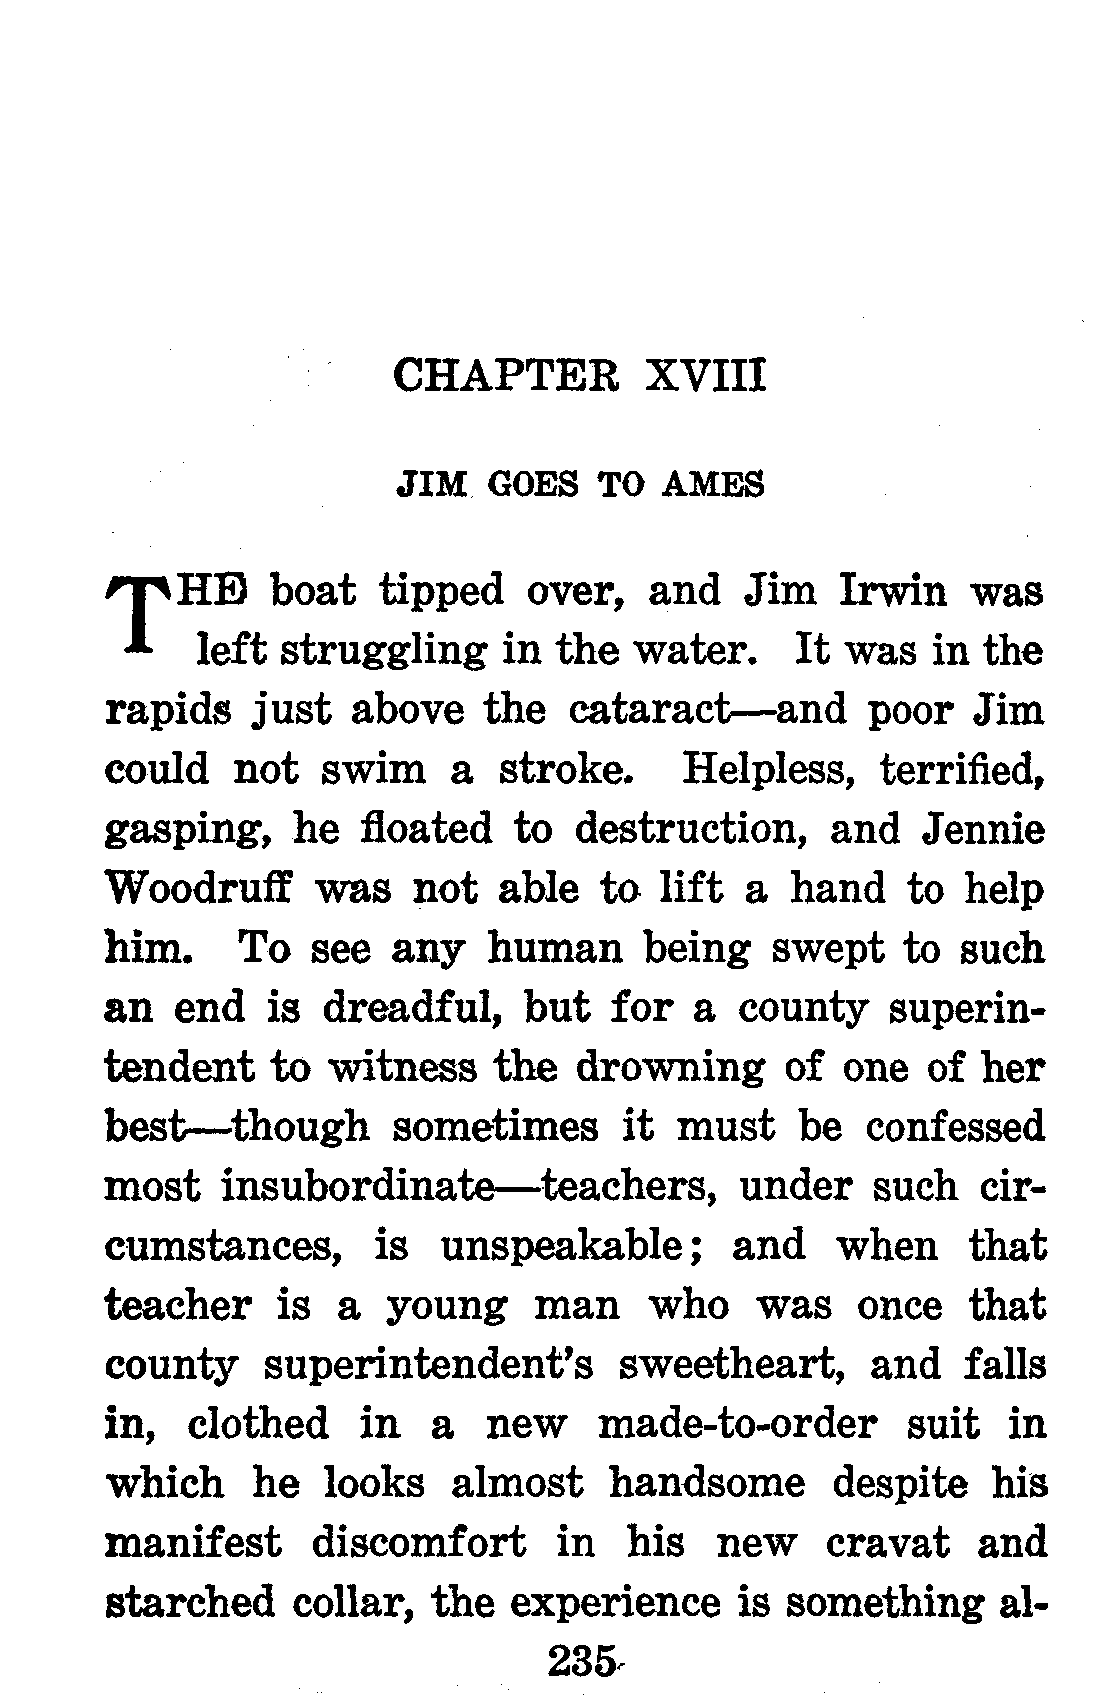 CHAPTER XVIII
JIM GOES TO AMES
THE boat tipped over, and Jim Irwin was
left struggling in the water. It was in the
rapids just above the cataract—and poor Jim
could not swim a stroke. Helpless, terrified,
gasping, he floated to destruction, and Jennie
Woodruff was not able to lift a hand to help
him. To see any human being swept to such
an end is dreadful, but for a county superin-
tendent to witness the drowning of one of her
best—though sometimes it must be confessed
most insubordinate—teachers, under such cir-
cumstances, is unspeakable; and when that
teacher is a young man who was once that
county superintendent's sweetheart, and falls
in, clothed in a new made-to-order suit in
which he looks almost handsome despite his
manifest discomfort in his new cravat and
starched collar, the experience is something al-
235